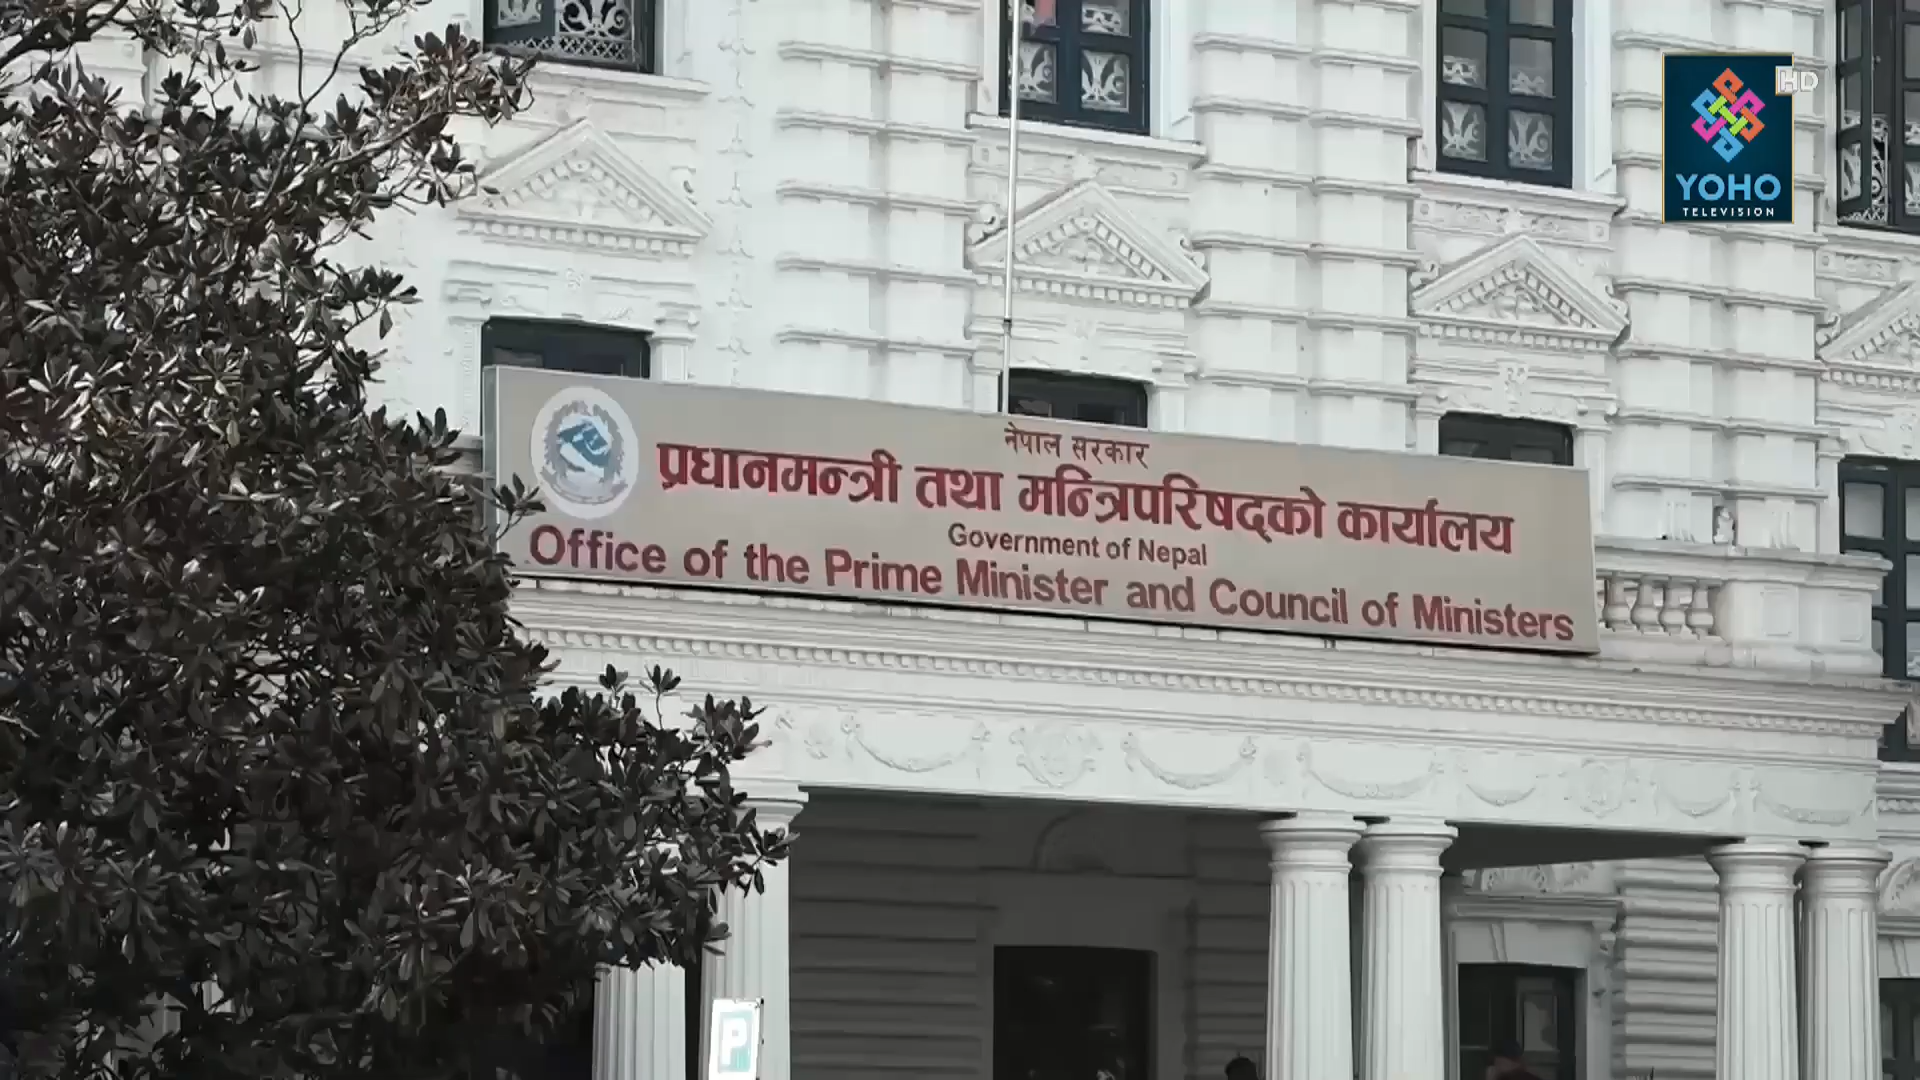 HD
YOHO
TELEVISION
नेपाल सरकार
प्रधानमन्त्री तथा मन्त्रिपरिषद्को कार्यालय
Government of Nepal
Office of the Prime Minister and Council of Ministers
P